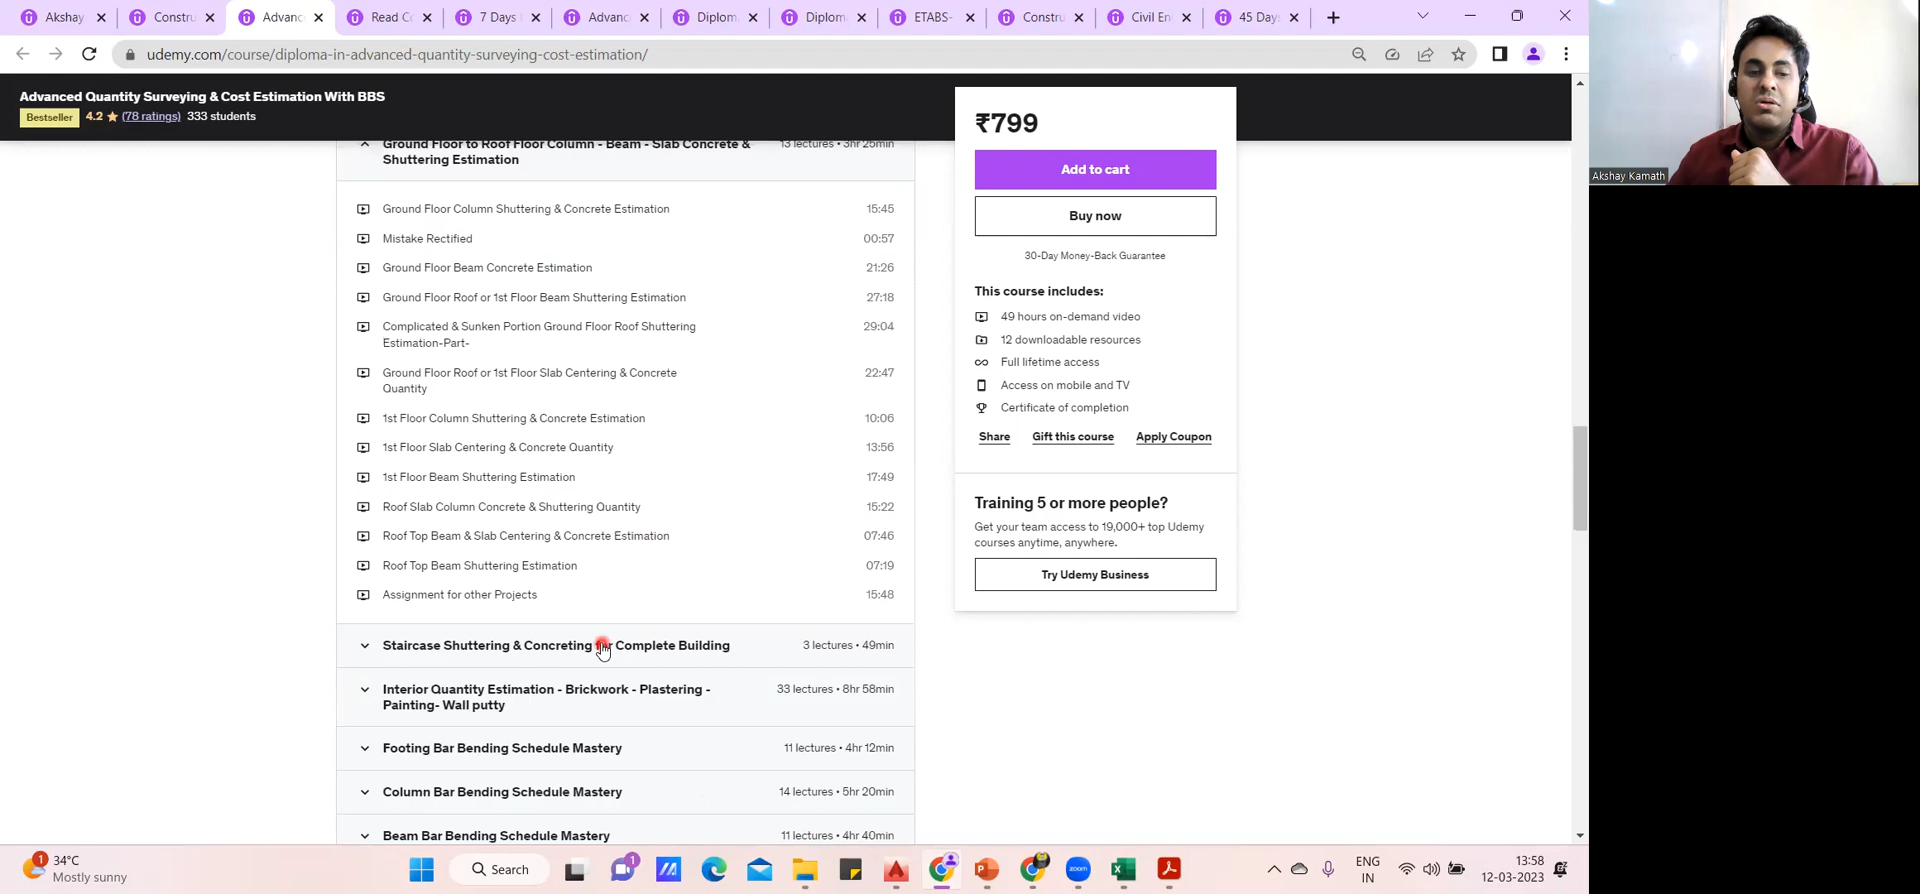 Akshay
Constru
Advanc
Read Co
7 Days
Advanc
Diplom
Diploma
ETABS-
Constru
Civil En
45 Days
udemy.com/course/diploma-in-advanced-quantity-surveying-cost-estimation/
Advanced Quantity Surveying & Cost Estimation With BBS
Bestseller 4.2 ★ (78 ratings) 333 students
Ground Floor to Roof Floor Column - Beam - Slab Concrete & 13 lectures • 3hr 25min
Shuttering Estimation
Ground Floor Column Shuttering & Concrete Estimation 15:45
Mistake Rectified 00:57
Ground Floor Beam Concrete Estimation 21:26
Ground Floor Roof or 1st Floor Beam Shuttering Estimation 27:18
Complicated & Sunken Portion Ground Floor Roof Shuttering 29:04
Estimation-Part-
Ground Floor Roof or 1st Floor Slab Centering & Concrete 22:47
Quantity
1st Floor Column Shuttering & Concrete Estimation 10:06
1st Floor Slab Centering & Concrete Quantity 13:56
1st Floor Beam Shuttering Estimation 17:49
Roof Slab Column Concrete & Shuttering Quantity 15:22
Roof Top Beam & Slab Centering & Concrete Estimation 07:46
Roof Top Beam Shuttering Estimation 07:19
Assignment for other Projects 15:48
Staircase Shuttering & Concreting for Complete Building 3 lectures • 49min
Interior Quantity Estimation - Brickwork - Plastering - 33 lectures • 8hr 58min
Painting- Wall putty
Footing Bar Bending Schedule Mastery 11 lectures • 4hr 12min
Column Bar Bending Schedule Mastery 14 lectures • 5hr 20min
Beam Bar Bending Schedule Mastery 11 lectures • 4hr 40min
₹799
Add to cart
Buy now
30-Day Money-Back Guarantee
This course includes:
49 hours on-demand video
12 downloadable resources
Full lifetime access
Access on mobile and TV
Certificate of completion
Share Gift this course Apply Coupon
Training 5 or more people?
Get your team access to 19,000+ top Udemy
courses anytime, anywhere.
Try Udemy Business
Akshay Kamath
1
34°C
Mostly sunny
Search
1
zoom
ENG
IN
13:58
12-03-2023